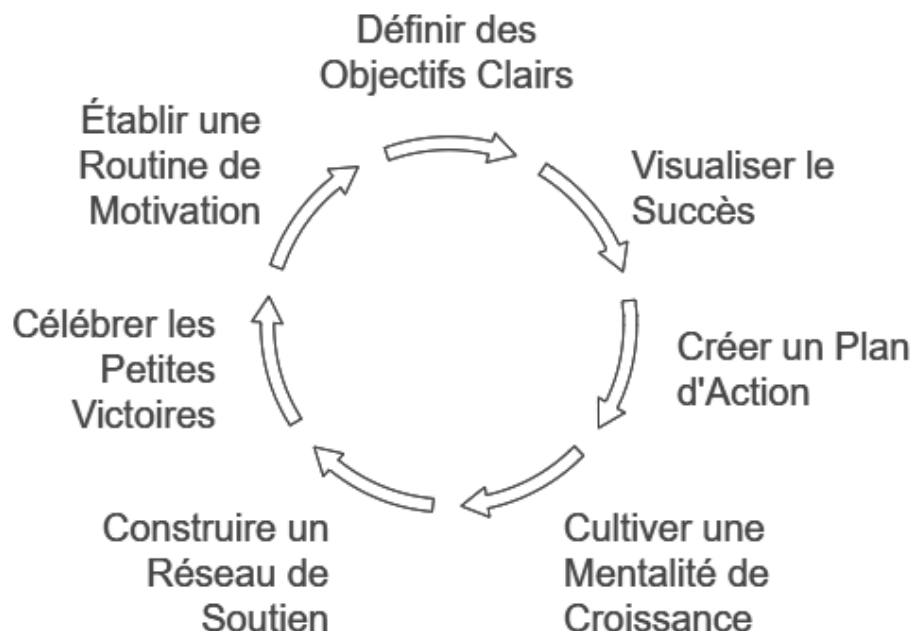 Définir des
Objectifs Clairs
Visualiser le
Succès
Créer un Plan
d'Action
Cultiver une
Mentalité de
Croissance
Construire un
Réseau de
Soutien
Célébrer les
Petites
Victoires
Établir une
Routine de
Motivation